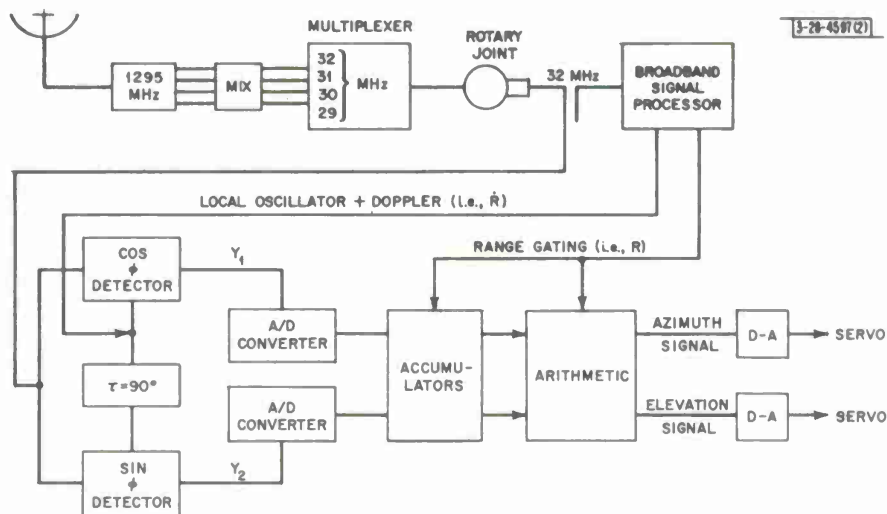 3-28-4597(2)
MULTIPLEXER
ROTARY
JOINT
1295
MHz
MIX
32
31
30
29
MHz
32 MHz
BROADBAND
SIGNAL
PROCESSOR
LOCAL OSCILLATOR + DOPPLER (i.e., Ṙ)
RANGE GATING (i.e., R)
COS
ϕ
DETECTOR
Y₁
A/D
CONVERTER
τ = 90°
A/D
CONVERTER
SIN
ϕ
DETECTOR
Y₂
ACCUMU-
LATORS
ARITHMETIC
AZIMUTH
SIGNAL
D-A
SERVO
ELEVATION
SIGNAL
D-A
SERVO